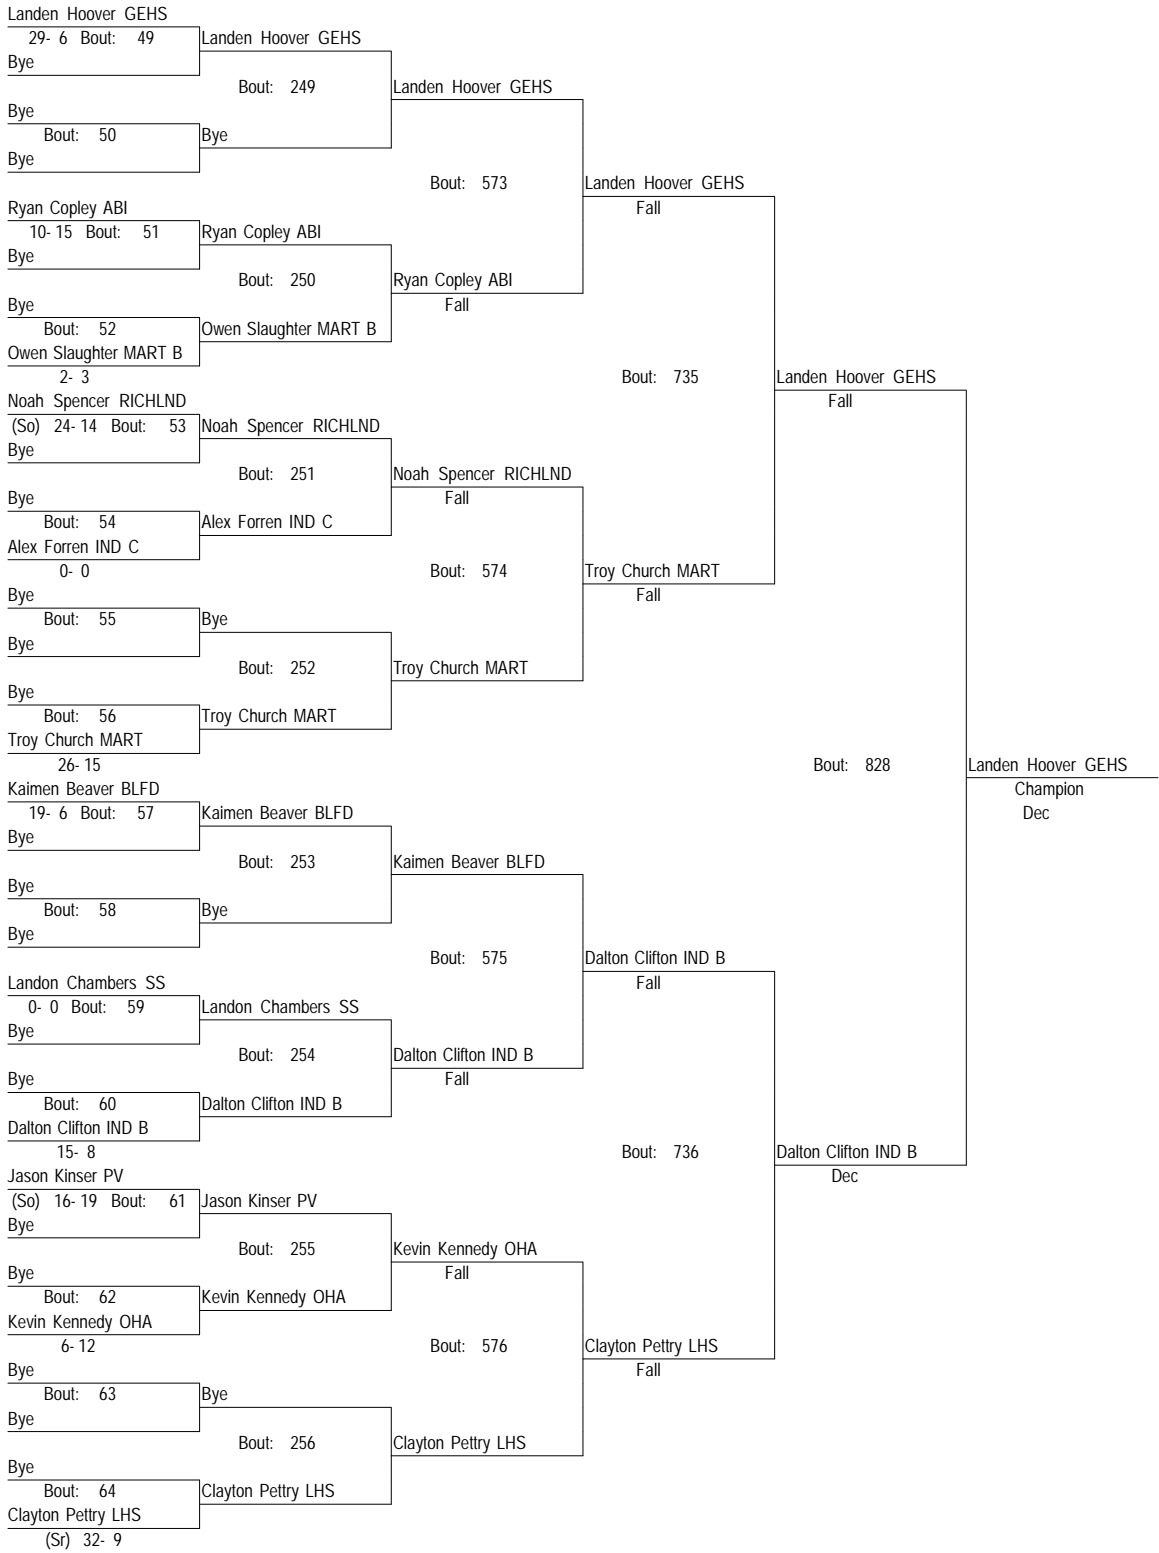 Landen Hoover GEHS
29- 6 Bout: 49 Landen Hoover GEHS
Bye
Bout: 249 Landen Hoover GEHS
Bye
Bout: 50 Bye
Bye
Bout: 573 Landen Hoover GEHS
Fall
Ryan Copley ABI
10- 15 Bout: 51 Ryan Copley ABI
Bye
Bout: 250 Ryan Copley ABI
Fall
Bye
Bout: 52 Owen Slaughter MART B
Owen Slaughter MART B
2- 3
Bout: 735 Landen Hoover GEHS
Fall
Noah Spencer RICHLND
(So) 24- 14 Bout: 53 Noah Spencer RICHLND
Bye
Bout: 251 Noah Spencer RICHLND
Fall
Bye
Bout: 54 Alex Forren IND C
Alex Forren IND C
0- 0
Bout: 574 Troy Church MART
Fall
Bye
Bout: 55 Bye
Bye
Bout: 252 Troy Church MART
Bye
Bout: 56 Troy Church MART
Troy Church MART
26- 15
Bout: 828 Landen Hoover GEHS
Champion
Dec
Kaimen Beaver BLFD
19- 6 Bout: 57 Kaimen Beaver BLFD
Bye
Bout: 253 Kaimen Beaver BLFD
Bye
Bout: 58 Bye
Bye
Bout: 575 Dalton Clifton IND B
Fall
Landon Chambers SS
0- 0 Bout: 59 Landon Chambers SS
Bye
Bout: 254 Dalton Clifton IND B
Fall
Bye
Bout: 60 Dalton Clifton IND B
Dalton Clifton IND B
15- 8
Bout: 736 Dalton Clifton IND B
Dec
Jason Kinser PV
(So) 16- 19 Bout: 61 Jason Kinser PV
Bye
Bout: 255 Kevin Kennedy OHA
Fall
Bye
Bout: 62 Kevin Kennedy OHA
Kevin Kennedy OHA
6- 12
Bout: 576 Clayton Pettry LHS
Fall
Bye
Bout: 63 Bye
Bye
Bout: 256 Clayton Pettry LHS
Bye
Bout: 64 Clayton Pettry LHS
Clayton Pettry LHS
(Sr) 32- 9